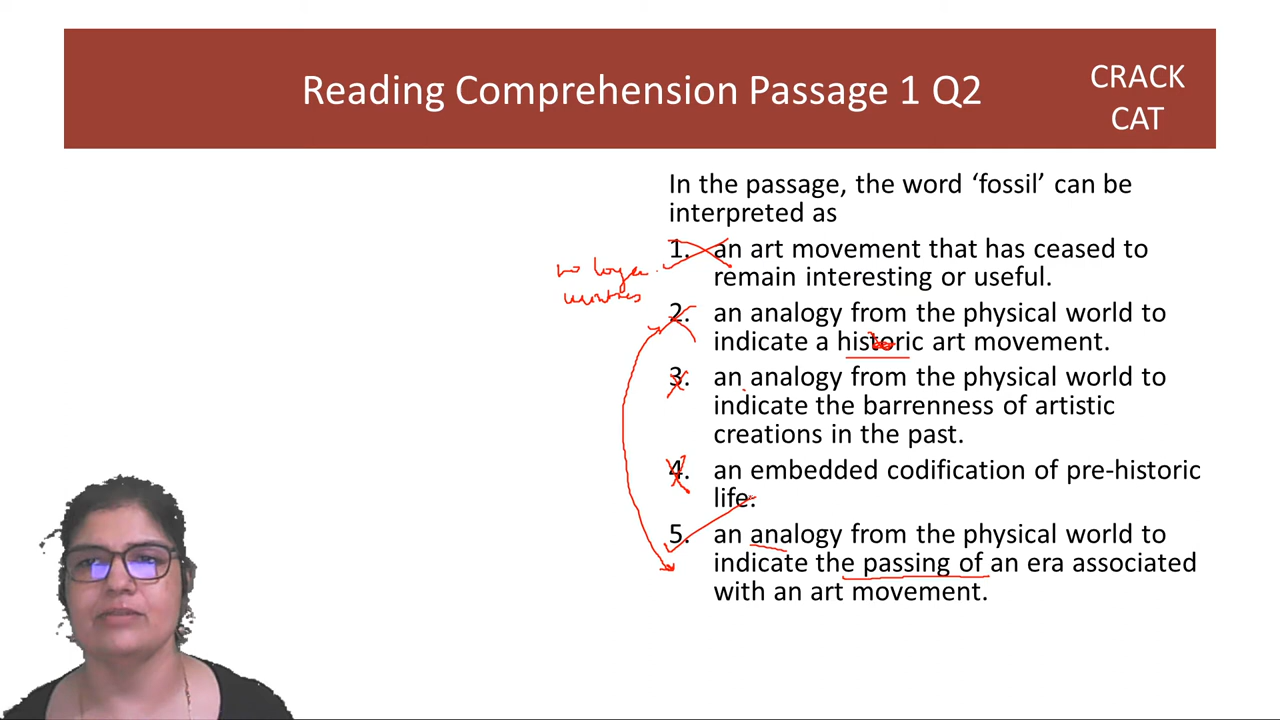 Reading Comprehension Passage 1 Q2
CRACK
CAT
In the passage, the word ‘fossil’ can be
interpreted as
1. an art movement that has ceased to
remain interesting or useful.
2. an analogy from the physical world to
indicate a historic art movement.
3. an analogy from the physical world to
indicate the barrenness of artistic
creations in the past.
4. an embedded codification of pre-historic
life.
5. an analogy from the physical world to
indicate the passing of an era associated
with an art movement.
no longer